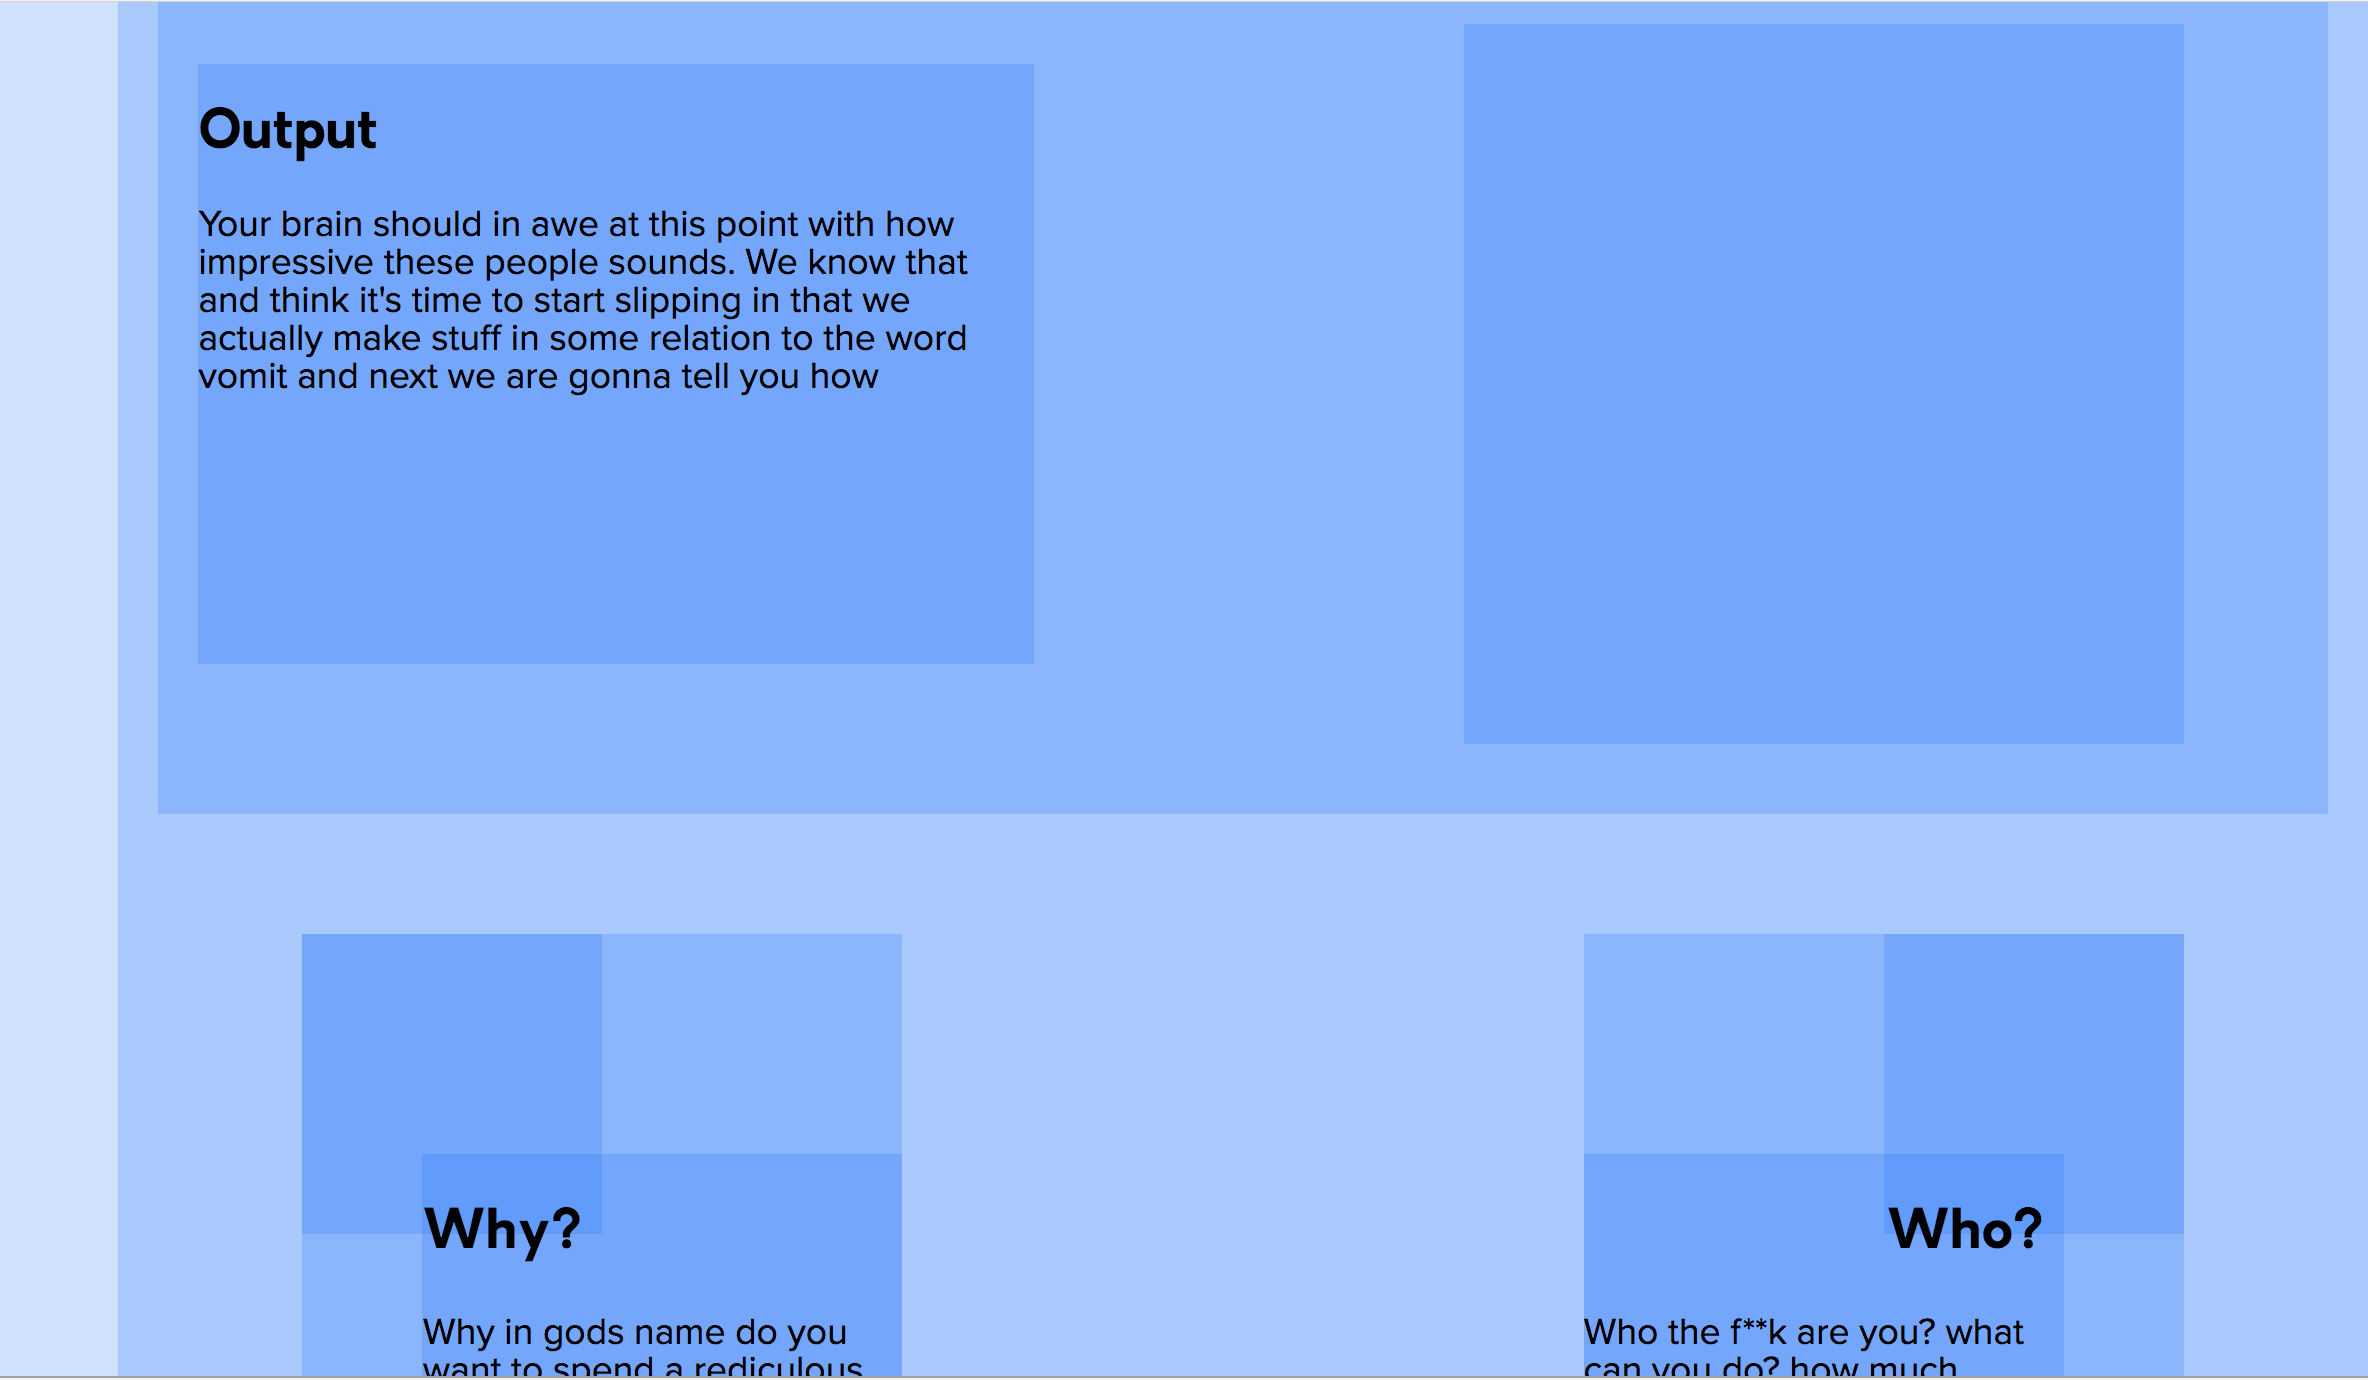 Output
Your brain should in awe at this point with how
impressive these people sounds. We know that
and think it's time to start slipping in that we
actually make stuff in some relation to the word
vomit and next we are gonna tell you how
Why?
Why in gods name do you
want to spend a rediculous
Who?
Who the f**k are you? what
can you do? how much